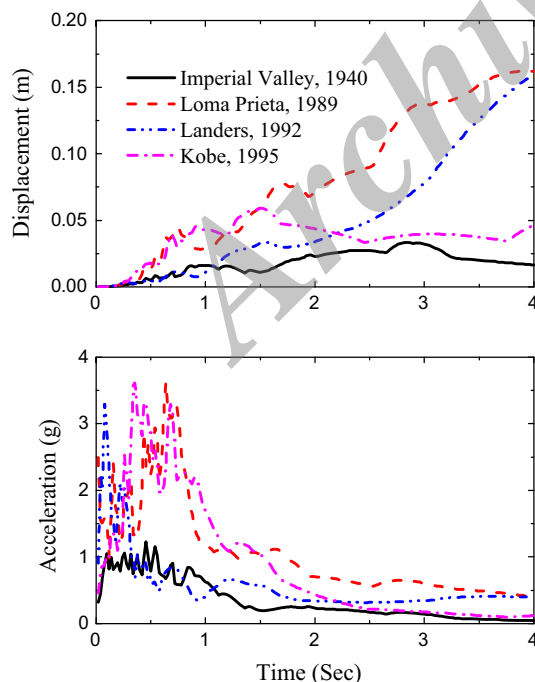 0.20
0.15
0.10
0.05
0.00
Displacement (m)
Imperial Valley, 1940
Loma Prieta, 1989
Landers, 1992
Kobe, 1995
0 1 2 3 4
4
3
2
1
0
Acceleration (g)
0 1 2 3 4
Time (Sec)